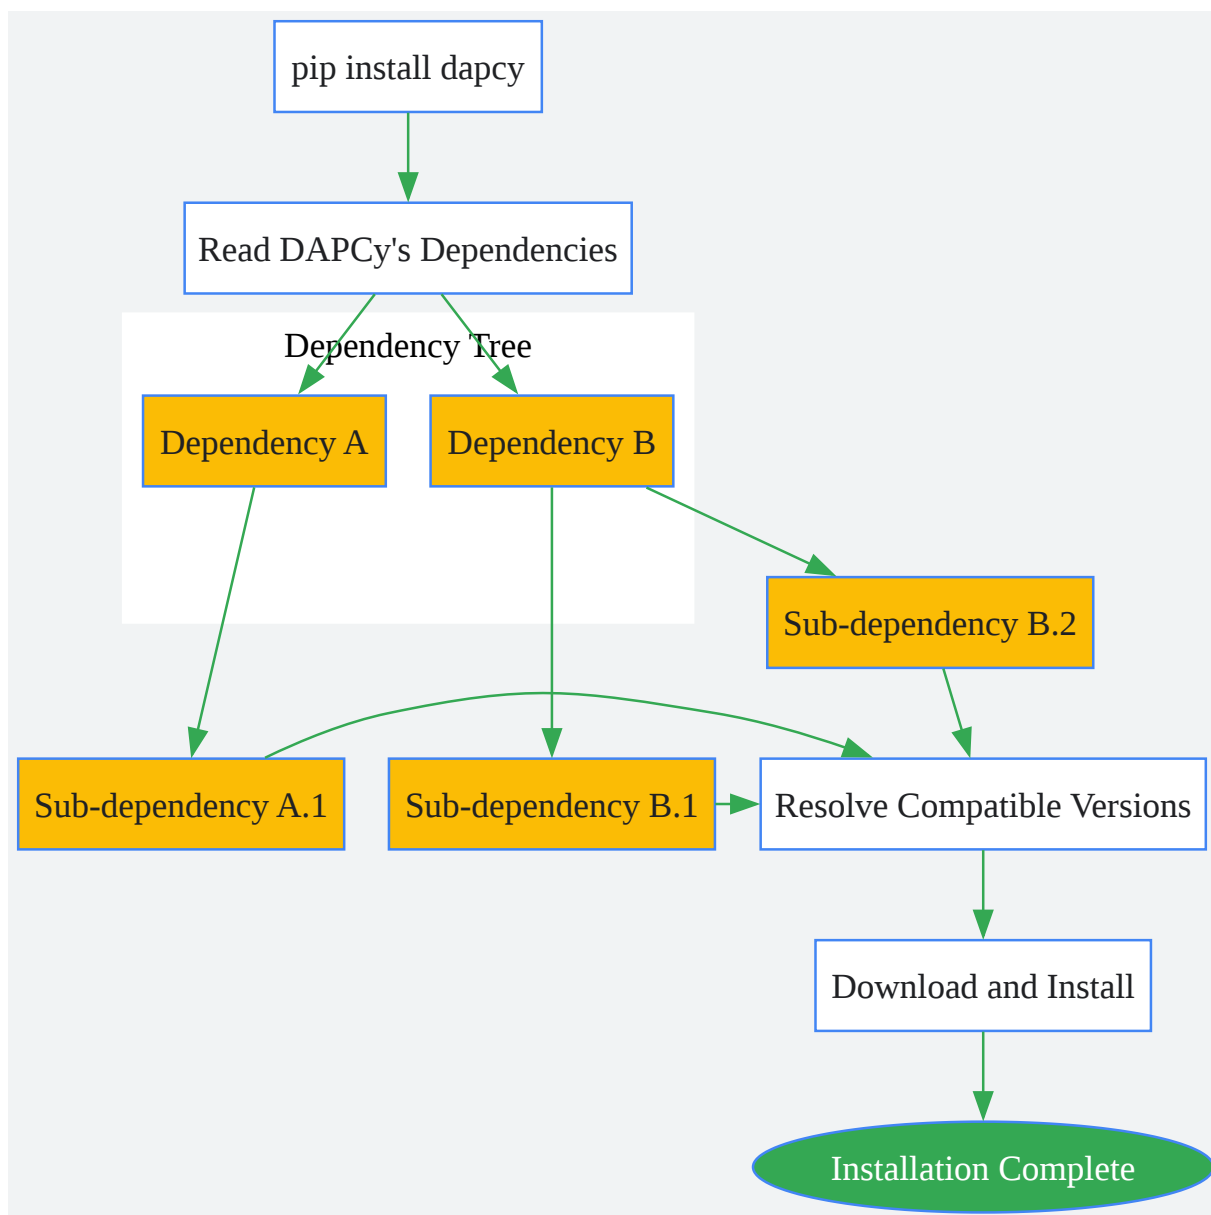 pip install dapcy
Read DAPCy's Dependencies
Dependency Tree
Dependency A
Dependency B
Sub-dependency B.2
Sub-dependency A.1
Sub-dependency B.1
Resolve Compatible Versions
Download and Install
Installation Complete